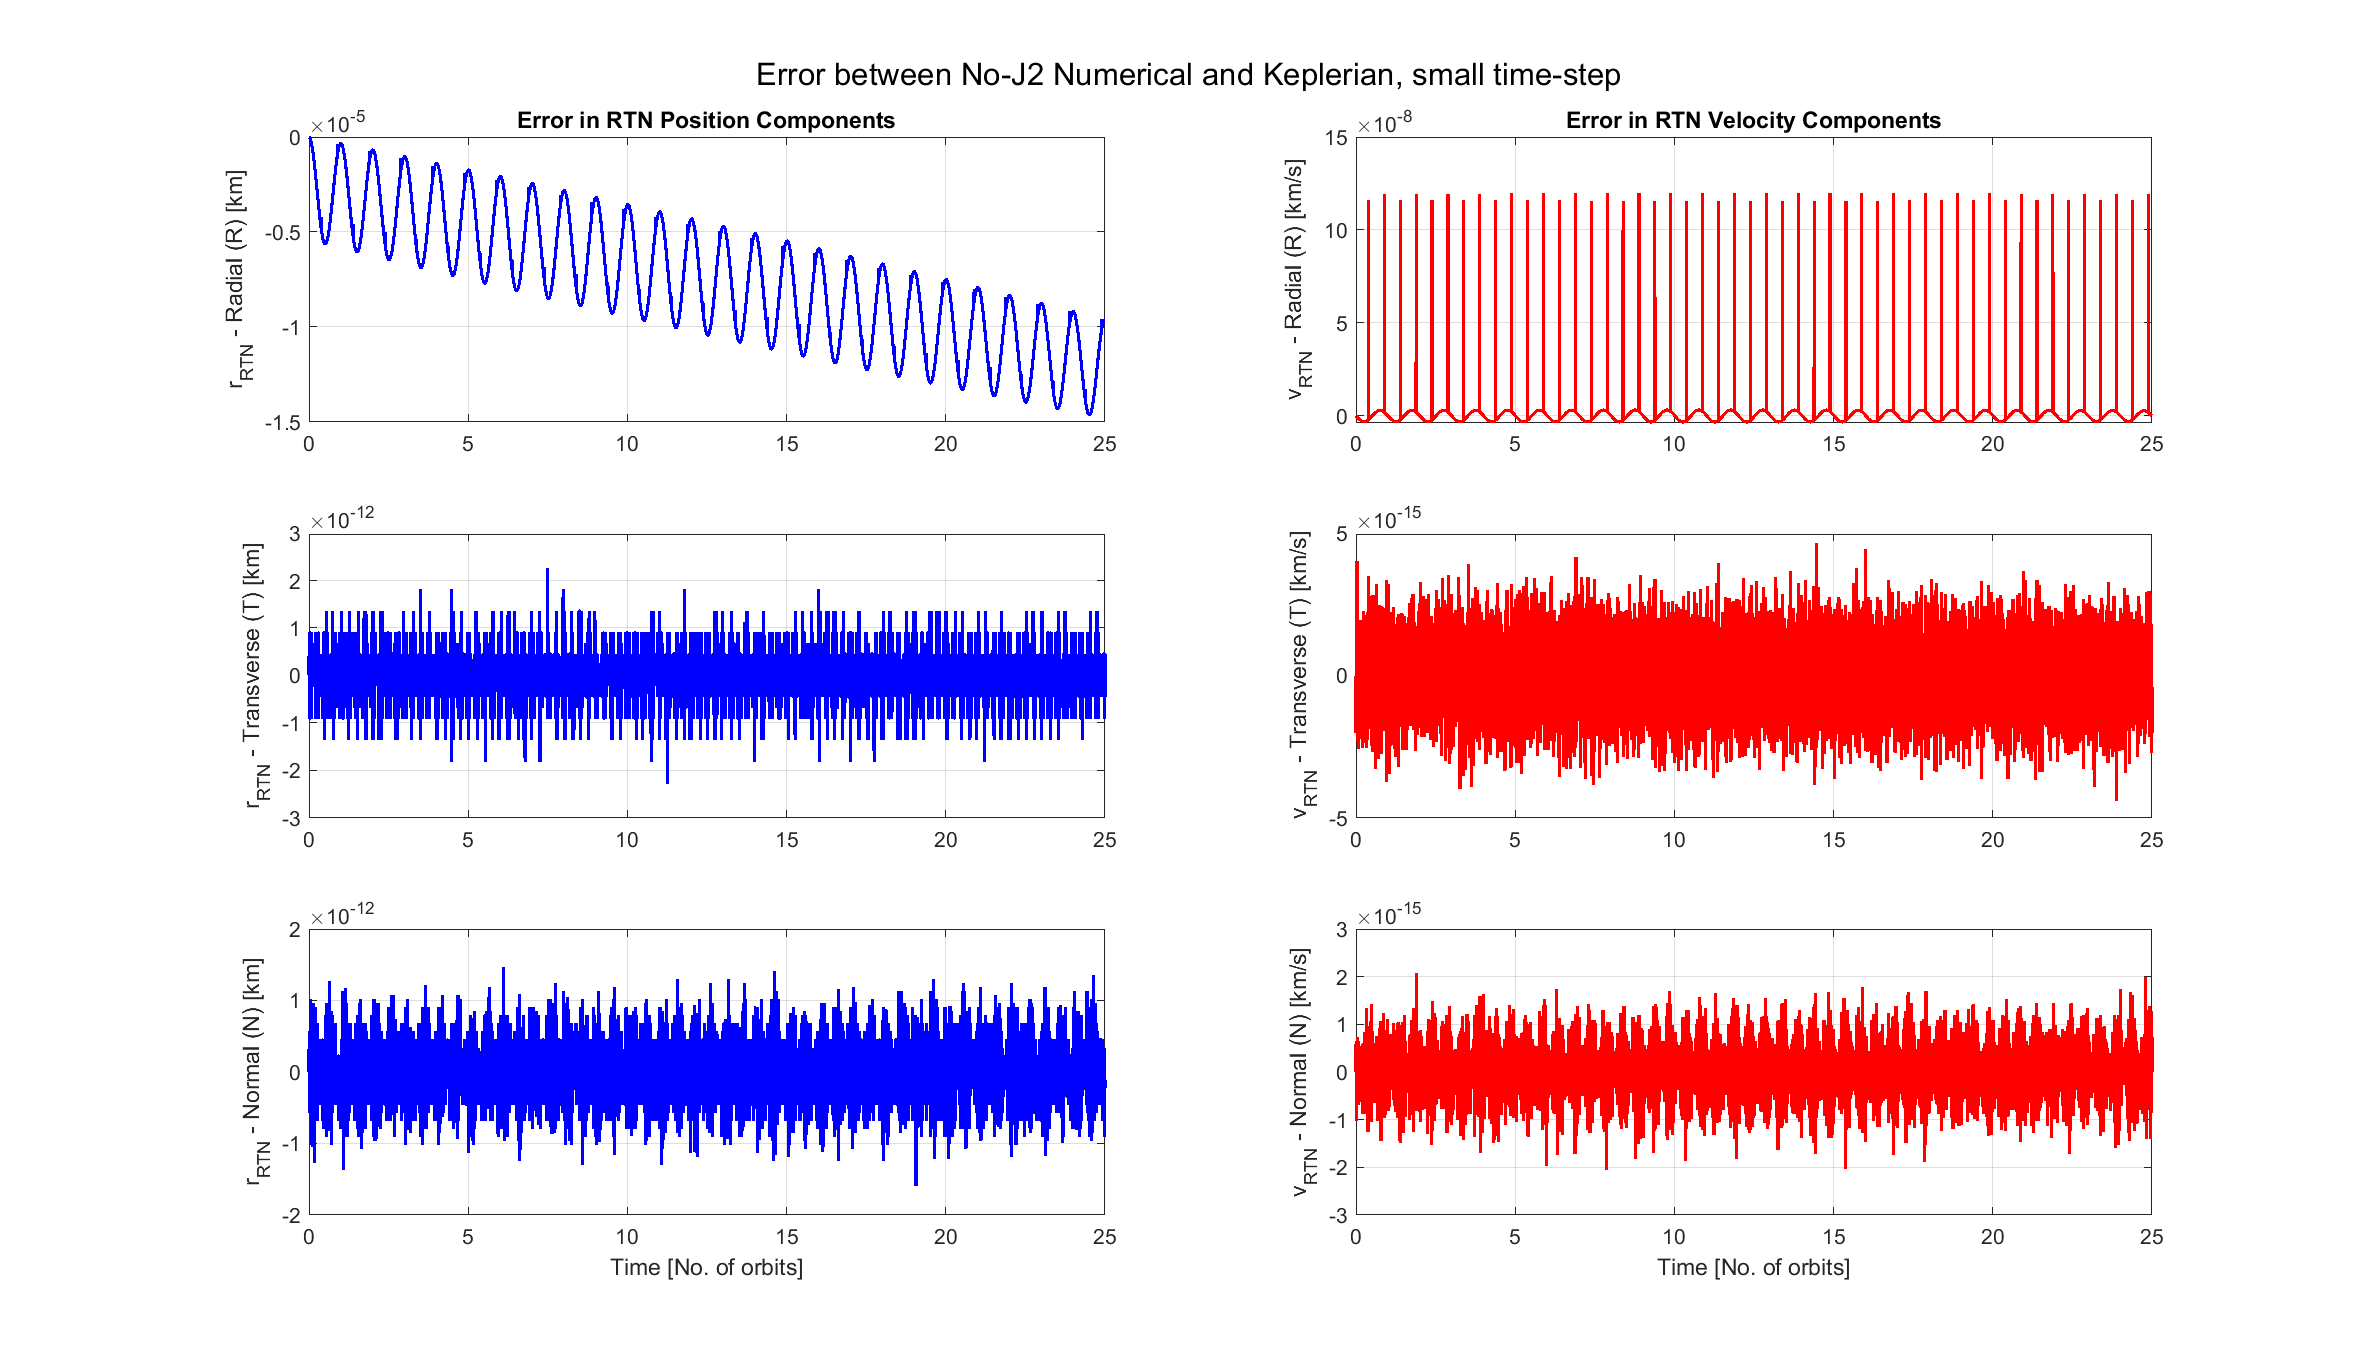 Error between No-J2 Numerical and Keplerian, small time-step
Error in RTN Position Components
×10^-5
r_RTN - Radial (R) [km]
0
-0.5
-1
-1.5
0 5 10 15 20 25
Error in RTN Velocity Components
×10^-8
v_RTN - Radial (R) [km/s]
15
10
5
0
0 5 10 15 20 25
×10^-12
r_RTN - Transverse (T) [km]
3
2
1
0
-1
-2
-3
0 5 10 15 20 25
×10^-15
v_RTN - Transverse (T) [km/s]
5
0
-5
0 5 10 15 20 25
×10^-12
r_RTN - Normal (N) [km]
2
1
0
-1
-2
0 5 10 15 20 25
Time [No. of orbits]
×10^-15
v_RTN - Normal (N) [km/s]
3
2
1
0
-1
-2
-3
0 5 10 15 20 25
Time [No. of orbits]